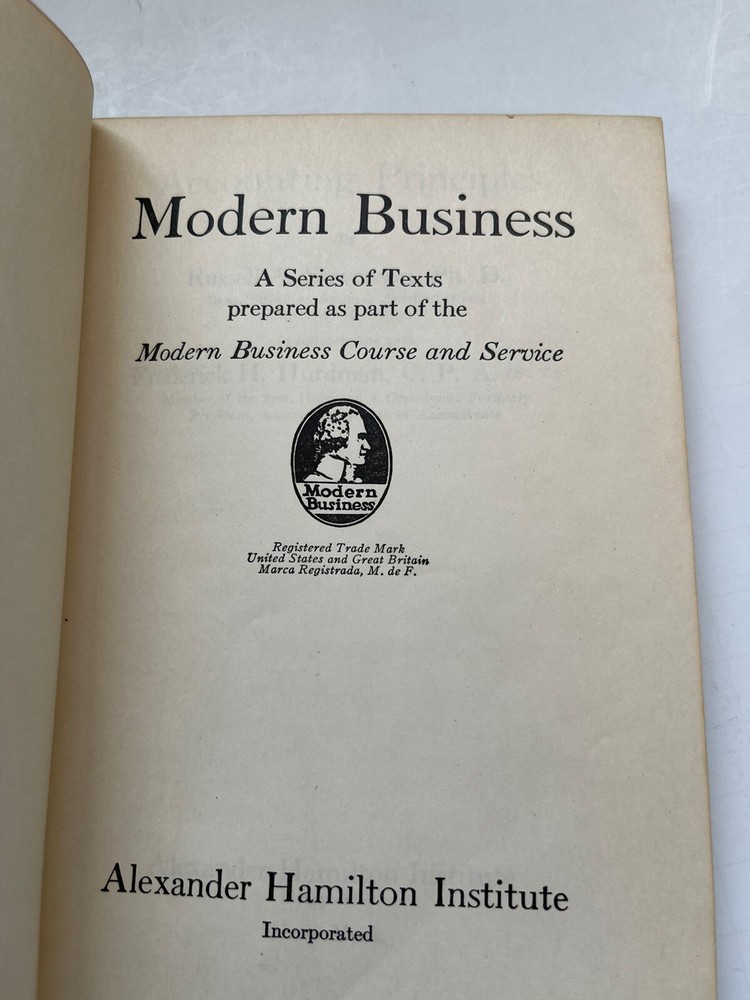 Modern Business
A Series of Texts
prepared as part of the
Modern Business Course and Service
Modern
Business
Registered Trade Mark
United States and Great Britain
Marca Registrada, M. de F.
Alexander Hamilton Institute
Incorporated